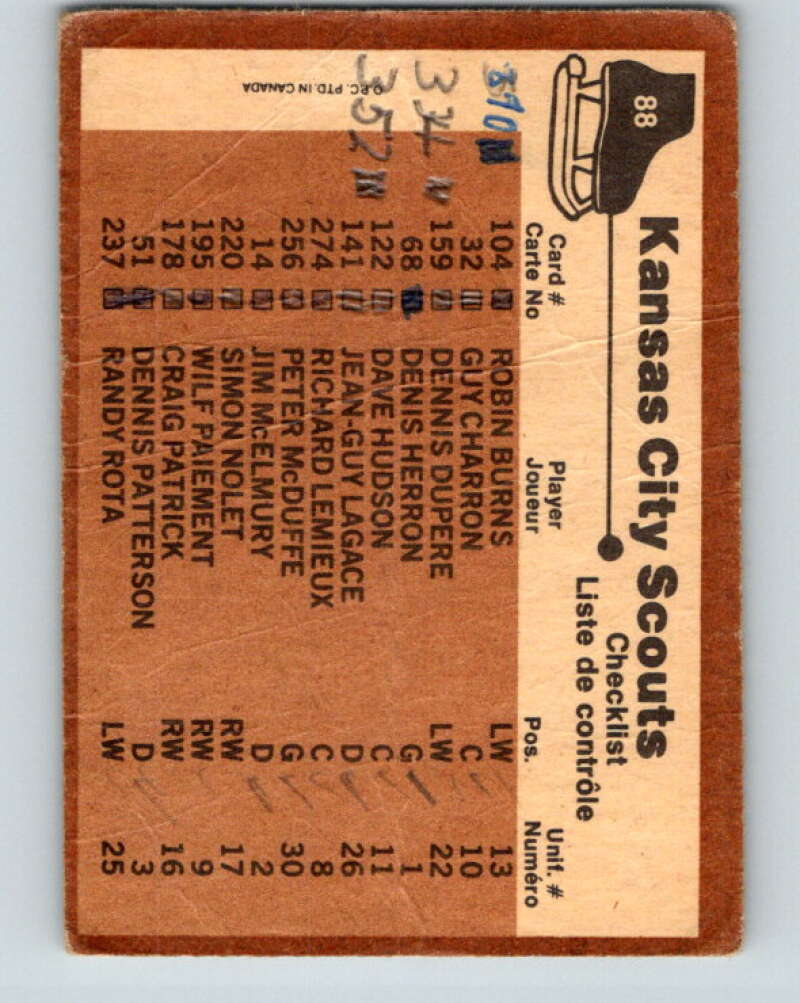 88
Kansas City Scouts
Checklist
Liste de contrôle
Card # Player Pos. Unif. #
Carte No Joueur Numéro
104 ROBIN BURNS LW 13
32 GUY CHARRON C 10
159 DENNIS DUPERE LW 22
68 DENIS HERRON G 1
122 DAVE HUDSON C 11
141 JEAN-GUY LAGACE D 26
274 RICHARD LEMIEUX C 8
256 PETER McDUFFE G 30
14 JIM McELMURY D 2
220 SIMON NOLET RW 17
195 WILF PAIEMENT RW 9
178 CRAIG PATRICK RW 16
51 DENNIS PATTERSON D 3
237 RANDY ROTA LW 25
O.P.C. PTD. IN CANADA
334
352